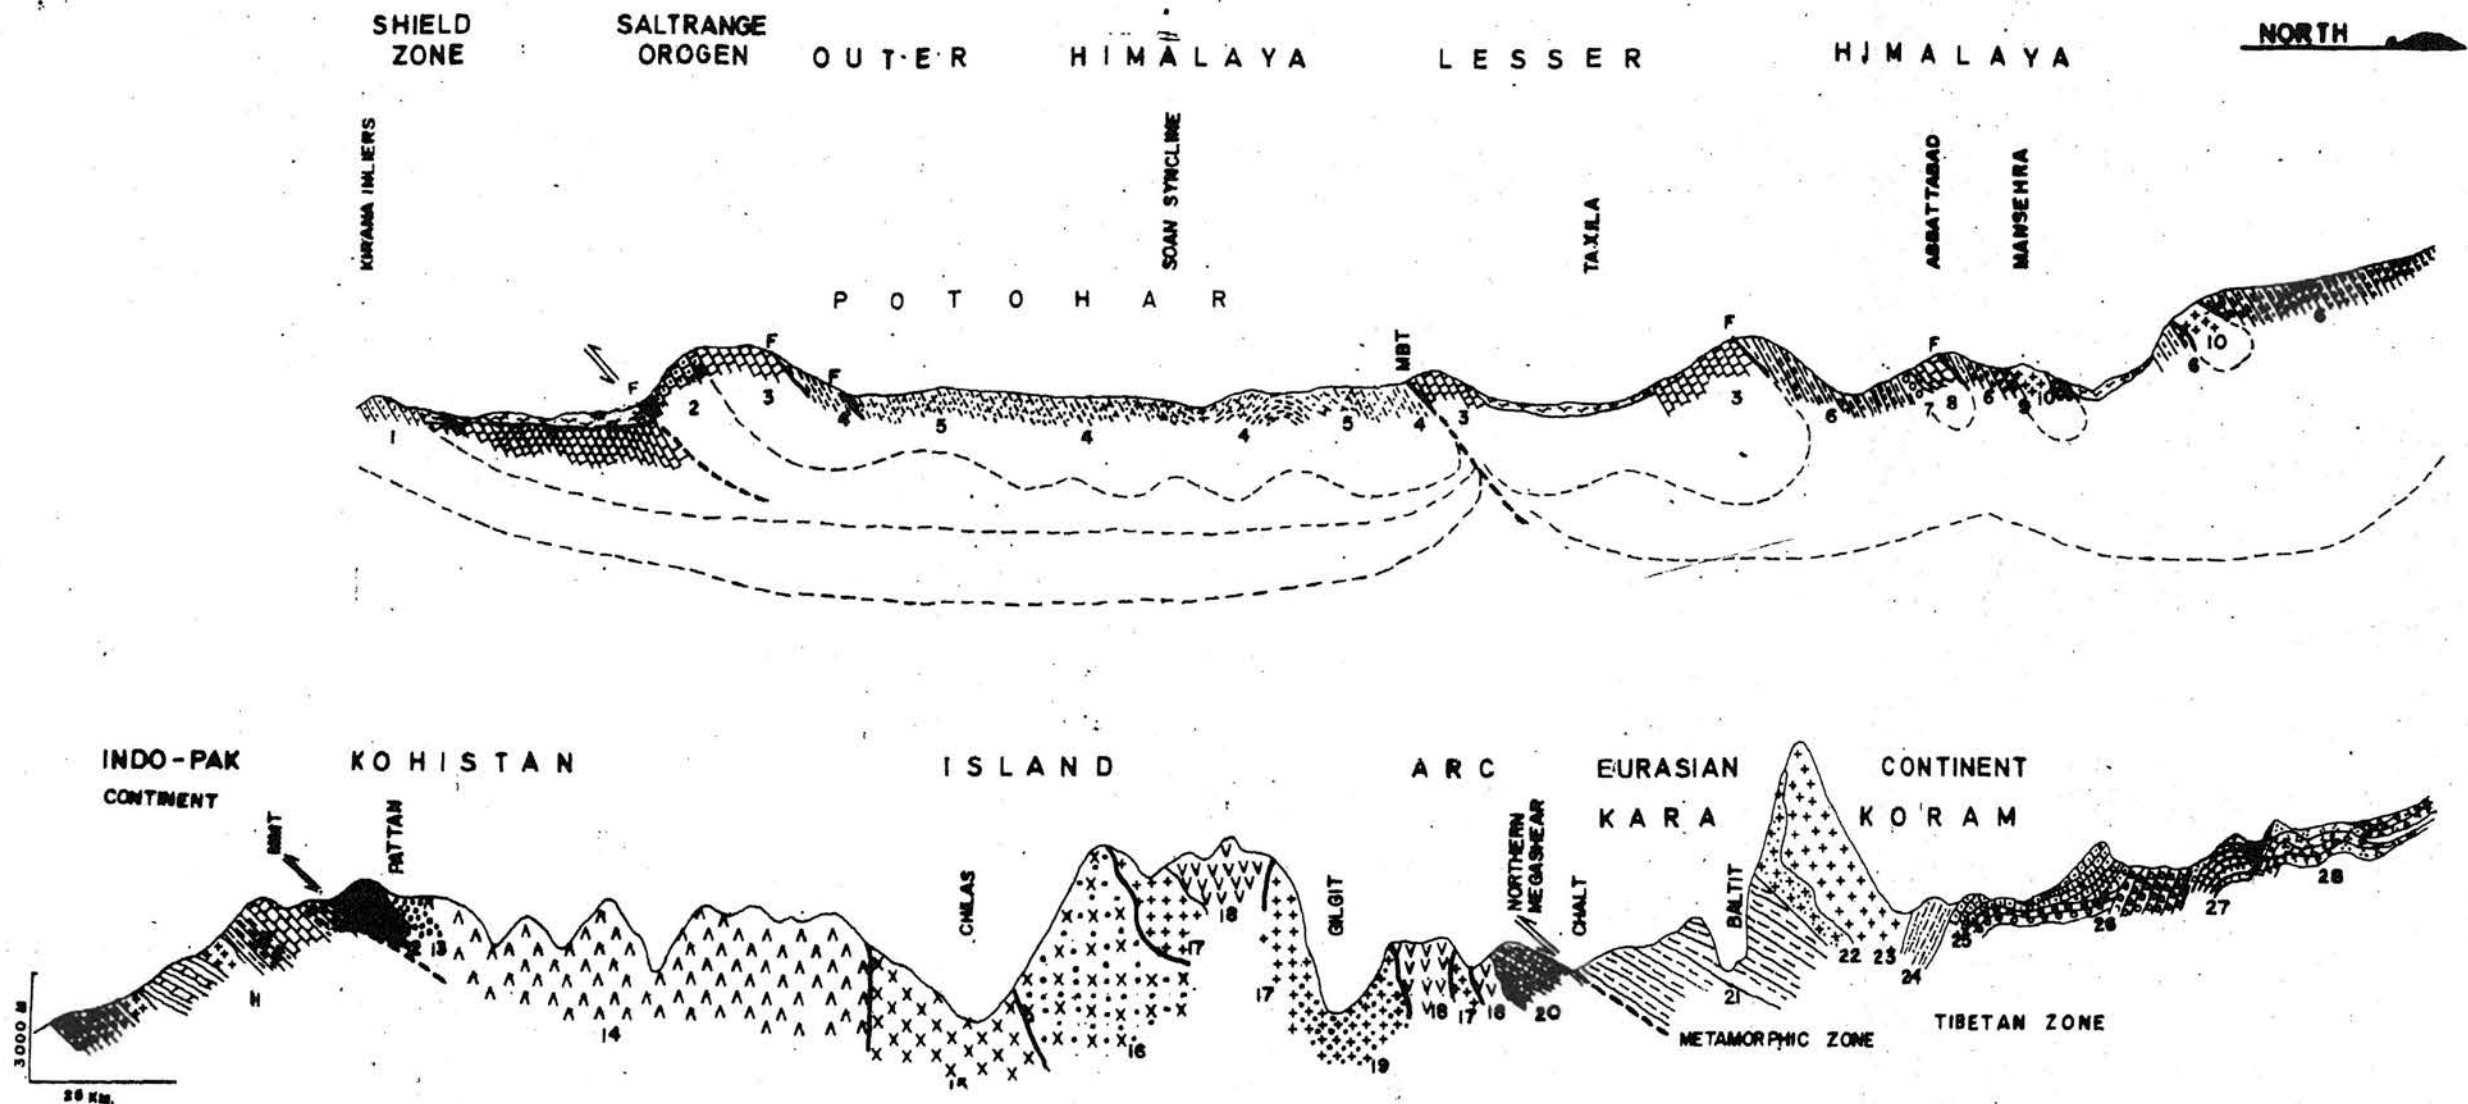 SHIELD
ZONE
SALTRANGE
OROGEN
OUTER HIMALAYA
LESSER HIMALAYA
NORTH
KIRANA INLIERS
SOAN SYNCLINE
TAXILA
ABBATTABAD
MANSEHRA
POTOHAR
F
F
F
MBT
F
F
1
2
3
4
5
4
4
5
4
3
3
6
7
8
6
9
10
6
10
6
INDO-PAK
CONTINENT
KOHISTAN ISLAND ARC
EURASIAN CONTINENT
KARA KORAM
MMT
PATTAN
CHILAS
GILGIT
NORTHERN
MEGASHEAR
CHALT
BALTIT
13
14
16
17
18
17
19
18
17
18
20
21
22
23
24
25
26
27
28
METAMORPHIC ZONE
TIBETAN ZONE
3000 M
25 KM.